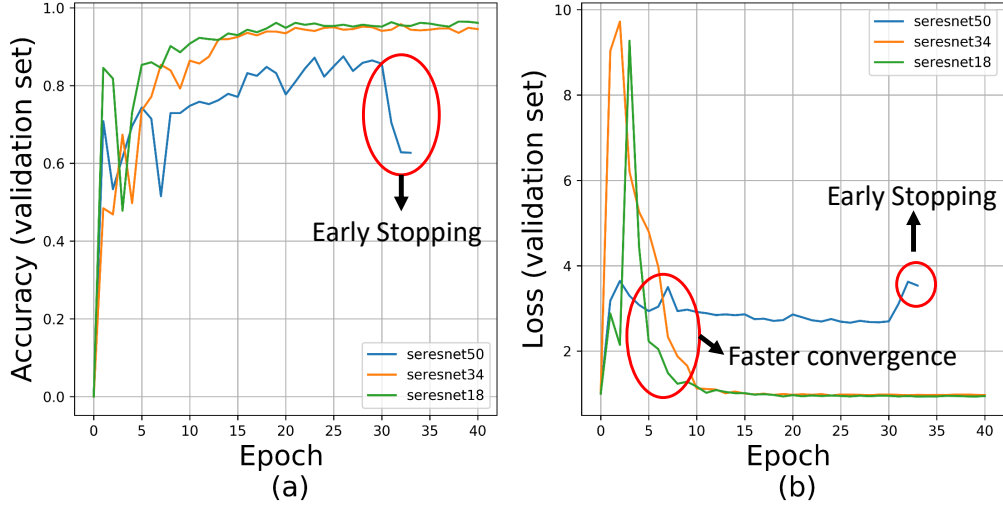 1.0
0.8
0.6
0.4
0.2
0.0
Accuracy (validation set)
Early Stopping
seresnet50
seresnet34
seresnet18
0 5 10 15 20 25 30 35 40
Epoch
(a)
10
8
6
4
2
Loss (validation set)
seresnet50
seresnet34
seresnet18
Early Stopping
Faster convergence
0 5 10 15 20 25 30 35 40
Epoch
(b)